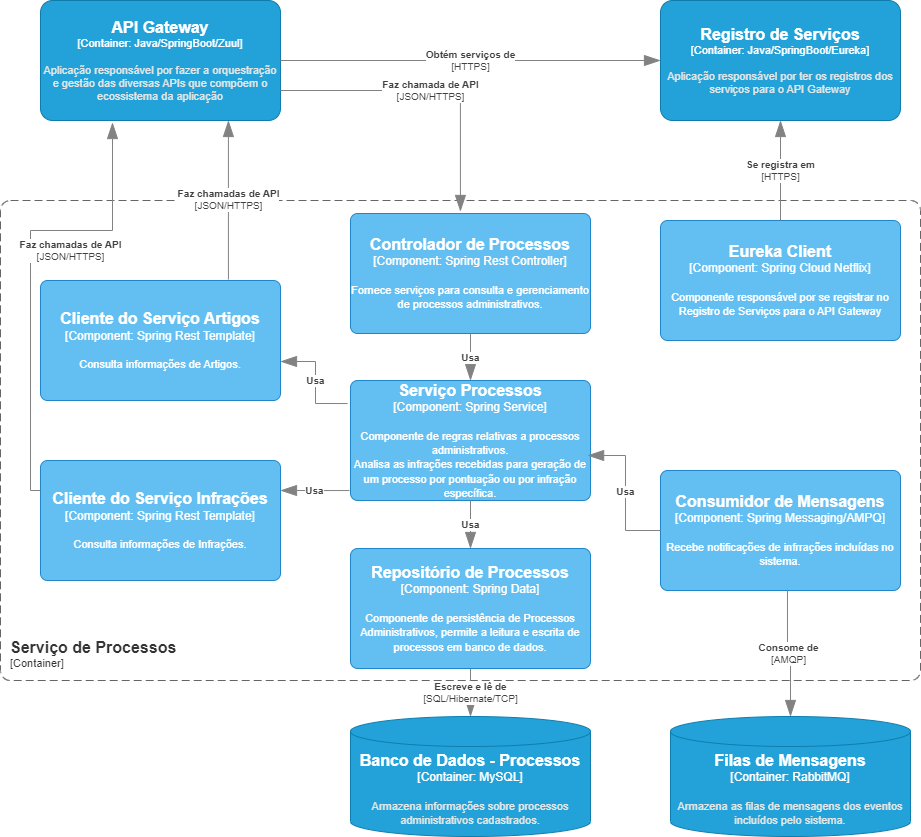 API Gateway
[Container: Java/SpringBoot/Zuul]
Aplicação responsável por fazer a orquestração
e gestão das diversas APIs que compõem o
ecossistema da aplicação
Registro de Serviços
[Container: Java/SpringBoot/Eureka]
Aplicação responsável por ter os registros dos
serviços para o API Gateway
Obtém serviços de
[HTTPS]
Faz chamada de API
[JSON/HTTPS]
Se registra em
[HTTPS]
Faz chamadas de API
[JSON/HTTPS]
Faz chamadas de API
[JSON/HTTPS]
Controlador de Processos
[Component: Spring Rest Controller]
Fornece serviços para consulta e gerenciamento
de processos administrativos.
Eureka Client
[Component: Spring Cloud Netflix]
Componente responsável por se registrar no
Registro de Serviços para o API Gateway
Cliente do Serviço Artigos
[Component: Spring Rest Template]
Consulta informações de Artigos.
Usa
Usa
Serviço Processos
[Component: Spring Service]
Componente de regras relativas a processos
administrativos.
Analisa as infrações recebidas para geração de
um processo por pontuação ou por infração
específica.
Cliente do Serviço Infrações
[Component: Spring Rest Template]
Consulta informações de Infrações.
Usa
Usa
Usa
Consumidor de Mensagens
[Component: Spring Messaging/AMPQ]
Recebe notificações de infrações incluídas no
sistema.
Repositório de Processos
[Component: Spring Data]
Componente de persistência de Processos
Administrativos, permite a leitura e escrita de
processos em banco de dados.
Serviço de Processos
[Container]
Consome de
[AMQP]
Escreve e lê de
[SQL/Hibernate/TCP]
Banco de Dados - Processos
[Container: MySQL]
Armazena informações sobre processos
administrativos cadastrados.
Filas de Mensagens
[Container: RabbitMQ]
Armazena as filas de mensagens dos eventos
incluídos pelo sistema.